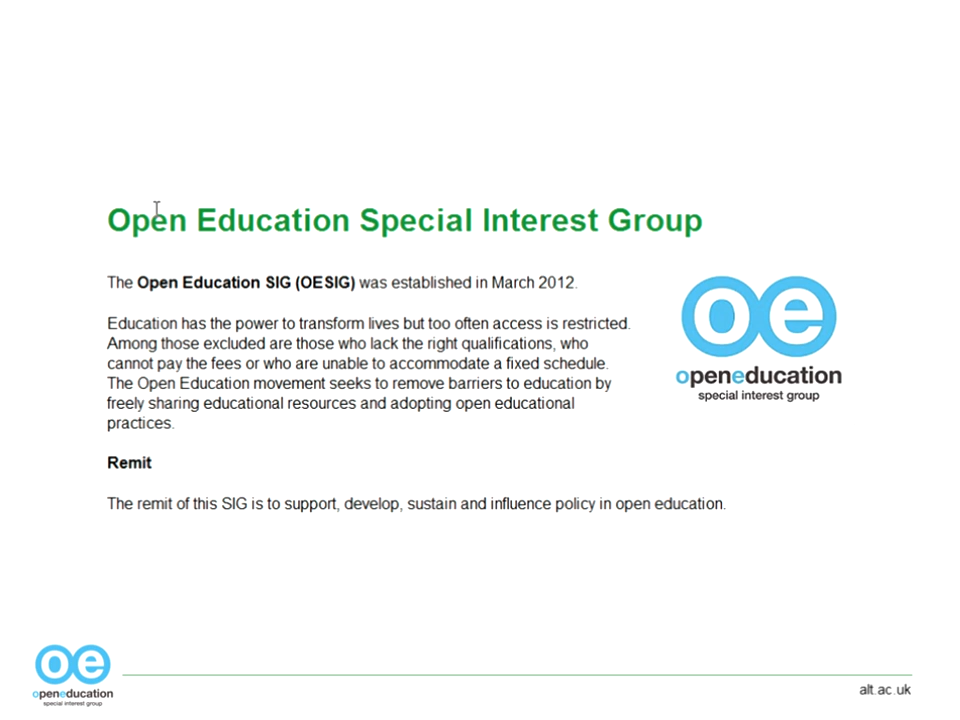 Open Education Special Interest Group
The Open Education SIG (OESIG) was established in March 2012.
Education has the power to transform lives but too often access is restricted.
Among those excluded are those who lack the right qualifications, who
cannot pay the fees or who are unable to accommodate a fixed schedule.
The Open Education movement seeks to remove barriers to education by
freely sharing educational resources and adopting open educational
practices.
oe
openeducation
special interest group
Remit
The remit of this SIG is to support, develop, sustain and influence policy in open education.
oe
openeducation
special interest group
alt.ac.uk